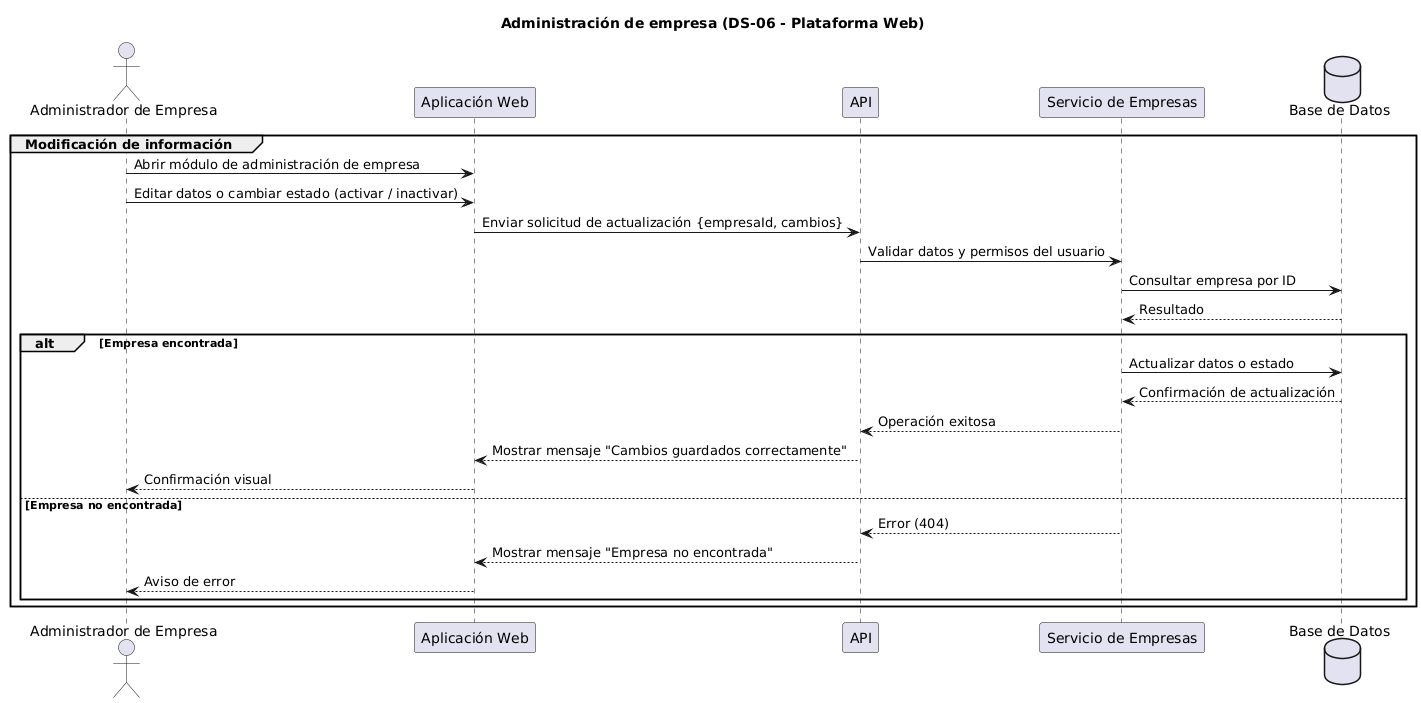 Administración de empresa (DS-06 - Plataforma Web)
Administrador de Empresa
Aplicación Web
API
Servicio de Empresas
Base de Datos
Modificación de información
Abrir módulo de administración de empresa
Editar datos o cambiar estado (activar / inactivar)
Enviar solicitud de actualización {empresaId, cambios}
Validar datos y permisos del usuario
Consultar empresa por ID
Resultado
alt
[Empresa encontrada]
Actualizar datos o estado
Confirmación de actualización
Operación exitosa
Mostrar mensaje "Cambios guardados correctamente"
Confirmación visual
[Empresa no encontrada]
Error (404)
Mostrar mensaje "Empresa no encontrada"
Aviso de error
Administrador de Empresa
Aplicación Web
API
Servicio de Empresas
Base de Datos